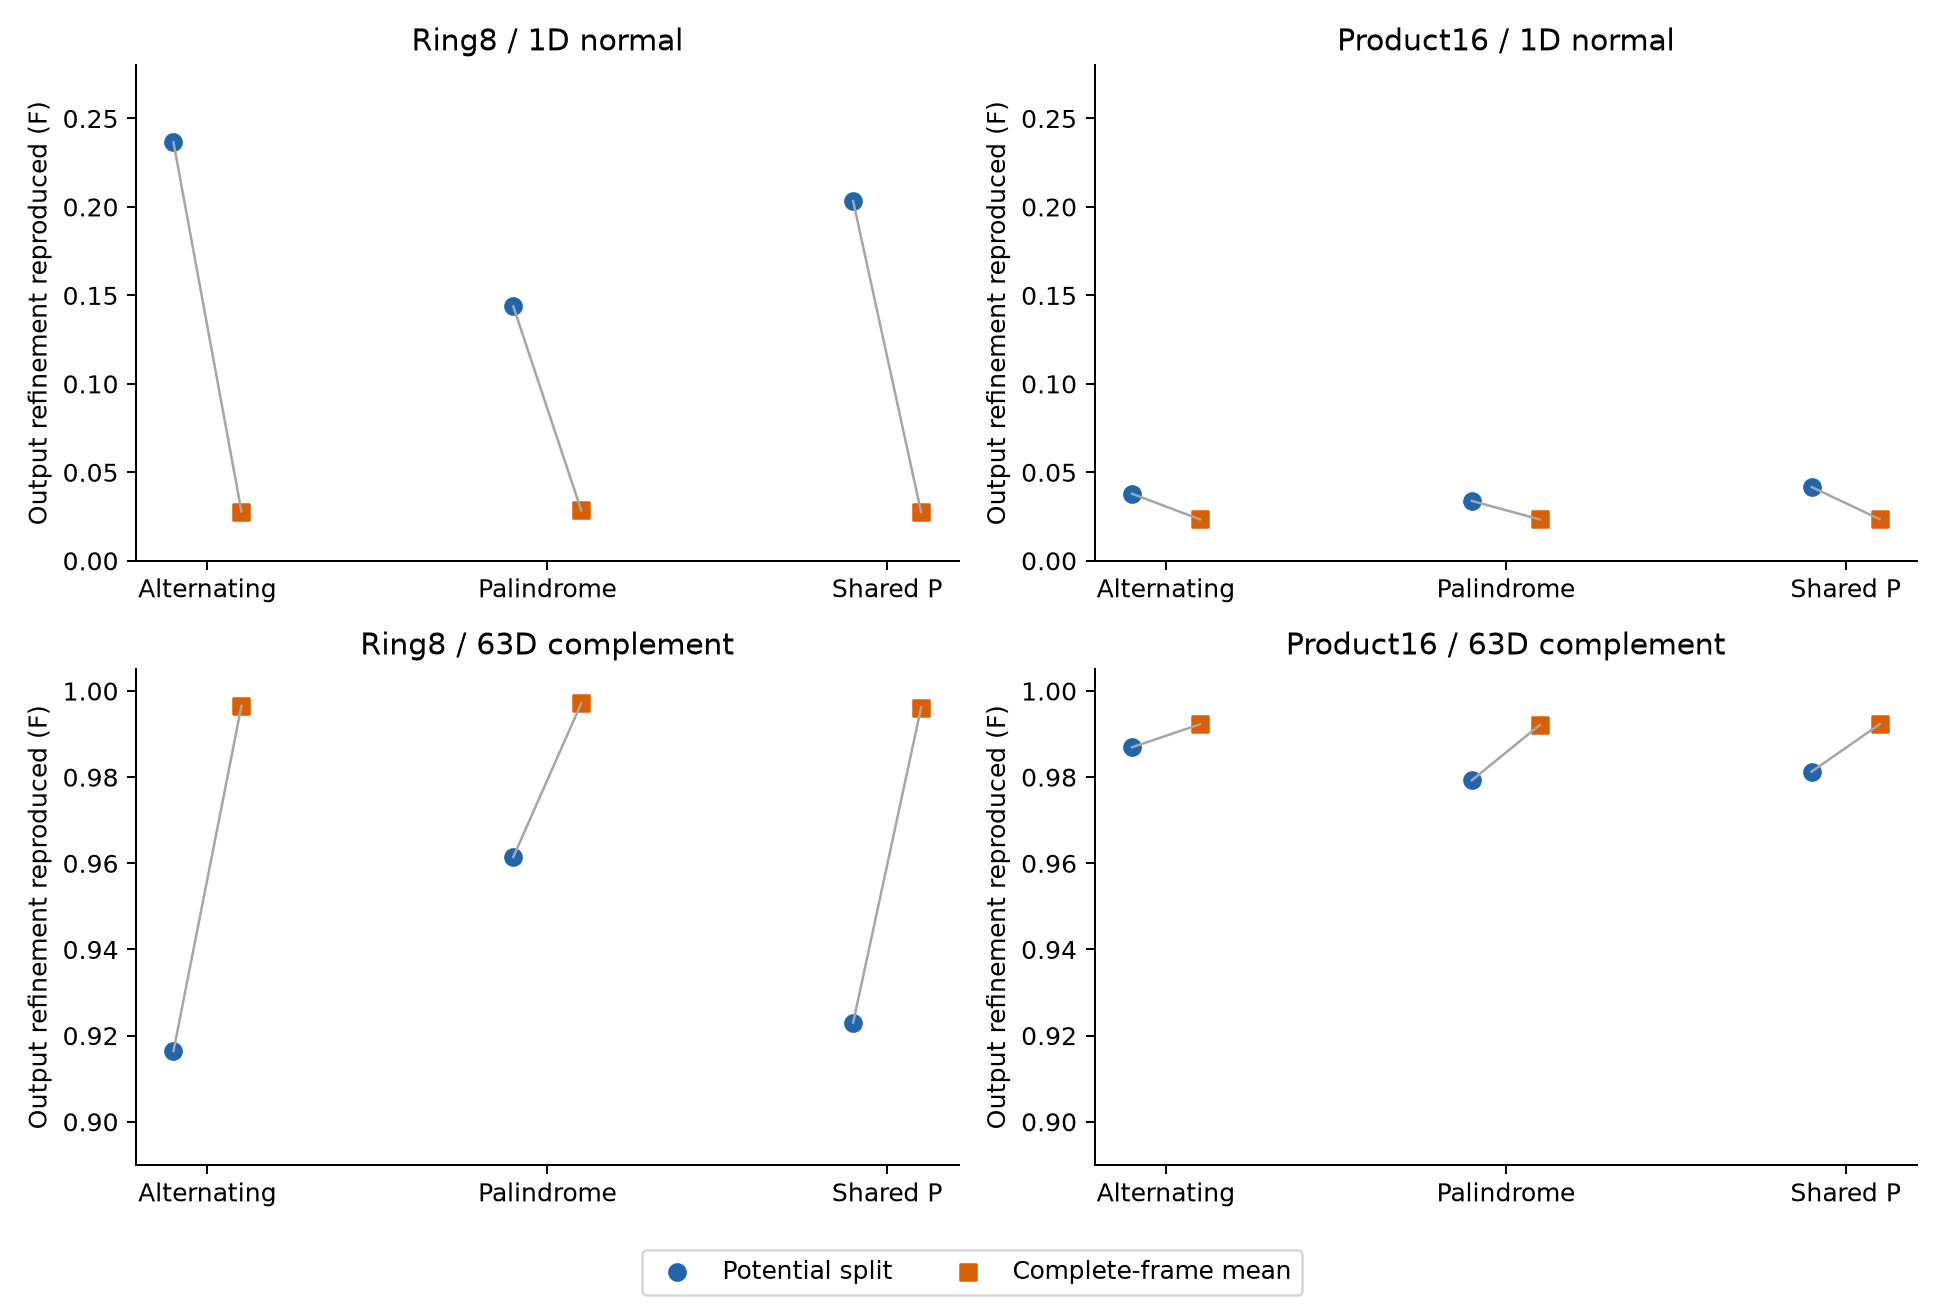 Ring8 / 1D normal
Output refinement reproduced (F)
0.25
0.20
0.15
0.10
0.05
0.00
Alternating
Palindrome
Shared P
Product16 / 1D normal
Output refinement reproduced (F)
0.25
0.20
0.15
0.10
0.05
0.00
Alternating
Palindrome
Shared P
Ring8 / 63D complement
Output refinement reproduced (F)
1.00
0.98
0.96
0.94
0.92
0.90
Alternating
Palindrome
Shared P
Product16 / 63D complement
Output refinement reproduced (F)
1.00
0.98
0.96
0.94
0.92
0.90
Alternating
Palindrome
Shared P
Potential split
Complete-frame mean